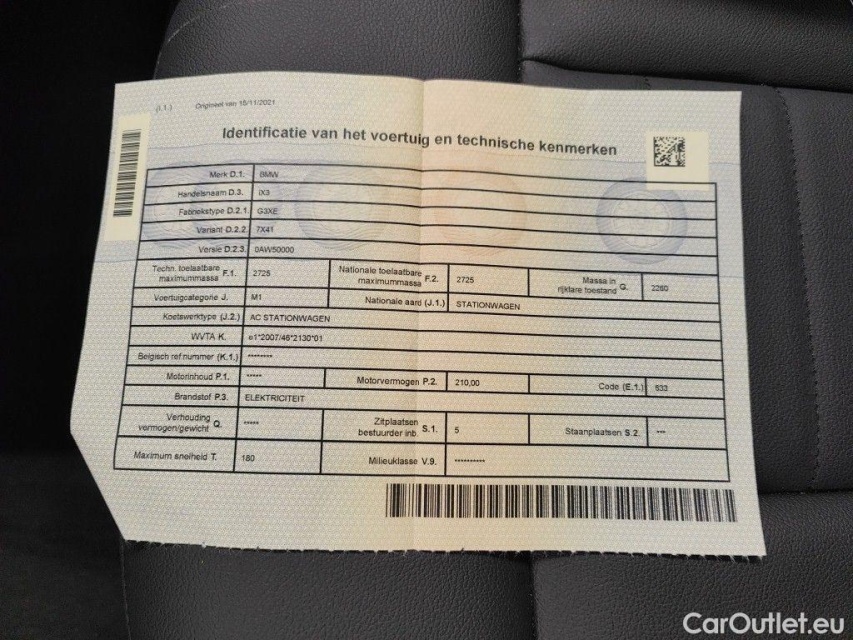 (I.1.) Origineel van 15/11/2021
Identificatie van het voertuig en technische kenmerken
Merk D.1. BMW
Handelsnaam D.3. IX3
Fabriekstype D.2.1. G3XE
Variant D.2.2. 7X41
Versie D.2.3. 0AW50000
Techn. toelaatbare maximummassa F.1. 2725 Nationale toelaatbare maximummassa F.2. 2725 Massa in rijklare toestand G. 2260
Voertuigcategorie J. M1 Nationale aard (J.1.) STATIONWAGEN
Koetswerktype (J.2.) AC STATIONWAGEN
WVTA K. e1*2007/46*2130*01
Belgisch ref.nummer (K.1.) ********
Motorinhoud P.1. ***** Motorvermogen P.2. 210,00 Code (E.1.) 633
Brandstof P.3. ELEKTRICITEIT
Verhouding vermogen/gewicht Q. ***** Zitplaatsen bestuurder inb. S.1. 5 Staanplaatsen S.2. ***
Maximum snelheid T. 180 Milieuklasse V.9. **********
CarOutlet.eu